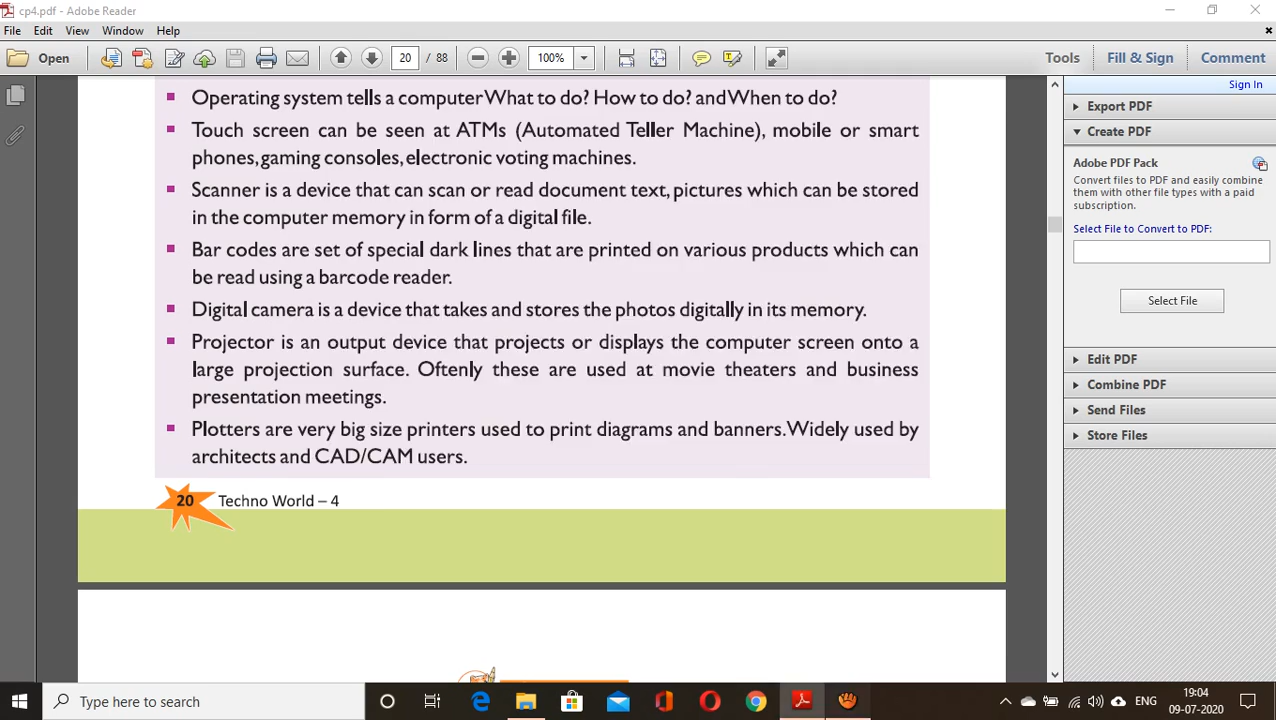 cp4.pdf - Adobe Reader
File Edit View Window Help
Open 20 / 88 100% Tools Fill & Sign Comment
Sign In
Export PDF
Create PDF
Adobe PDF Pack
Convert files to PDF and easily combine
them with other file types with a paid
subscription.
Select File to Convert to PDF:
Select File
Edit PDF
Combine PDF
Send Files
Store Files
Operating system tells a computer What to do? How to do? and When to do?
Touch screen can be seen at ATMs (Automated Teller Machine), mobile or smart
phones, gaming consoles, electronic voting machines.
Scanner is a device that can scan or read document text, pictures which can be stored
in the computer memory in form of a digital file.
Bar codes are set of special dark lines that are printed on various products which can
be read using a barcode reader.
Digital camera is a device that takes and stores the photos digitally in its memory.
Projector is an output device that projects or displays the computer screen onto a
large projection surface. Oftenly these are used at movie theaters and business
presentation meetings.
Plotters are very big size printers used to print diagrams and banners. Widely used by
architects and CAD/CAM users.
20 Techno World – 4
Type here to search
ENG
19:04
09-07-2020